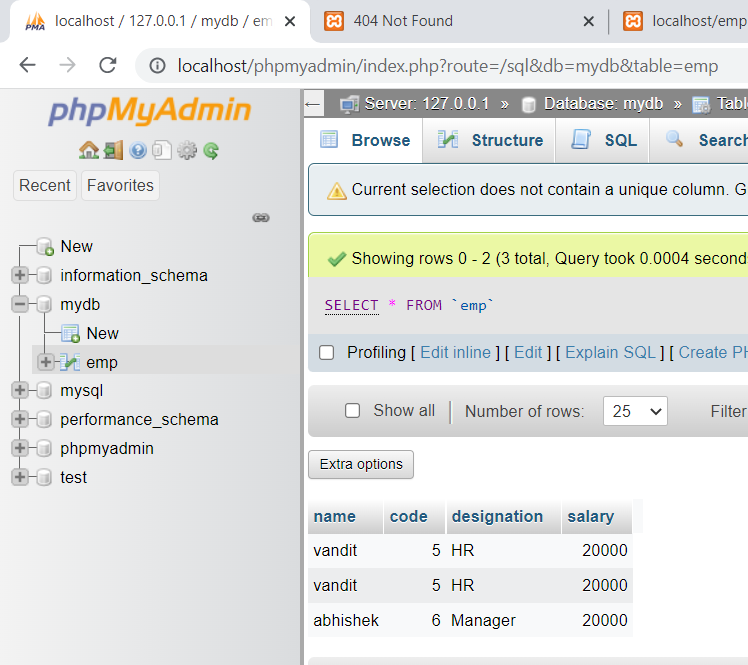 localhost / 127.0.0.1 / mydb / em
404 Not Found
localhost/emp
localhost/phpmyadmin/index.php?route=/sql&db=mydb&table=emp
phpMyAdmin
Recent Favorites
New
information_schema
mydb
New
emp
mysql
performance_schema
phpmyadmin
test
Server: 127.0.0.1 » Database: mydb » Tabl
Browse Structure SQL Search
Current selection does not contain a unique column. G
Showing rows 0 - 2 (3 total, Query took 0.0004 second
SELECT * FROM `emp`
Profiling [ Edit inline ] [ Edit ] [ Explain SQL ] [ Create PH
Show all Number of rows: 25 Filter
Extra options
name code designation salary
vandit 5 HR 20000
vandit 5 HR 20000
abhishek 6 Manager 20000